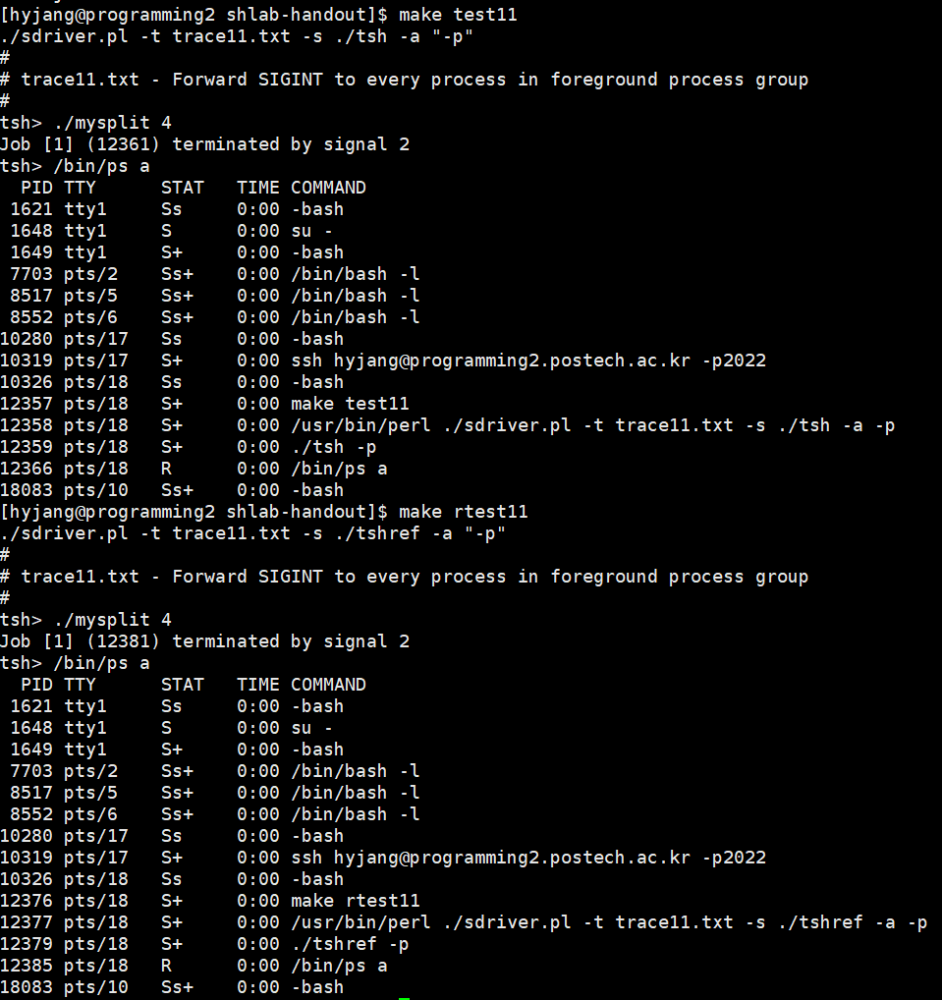 [hyjang@programming2 shlab-handout]$ make test11
./sdriver.pl -t trace11.txt -s ./tsh -a "-p"
#
# trace11.txt - Forward SIGINT to every process in foreground process group
#
tsh> ./mysplit 4
Job [1] (12361) terminated by signal 2
tsh> /bin/ps a
  PID TTY      STAT   TIME COMMAND
 1621 tty1     Ss     0:00 -bash
 1648 tty1     S      0:00 su -
 1649 tty1     S+     0:00 -bash
 7703 pts/2    Ss+    0:00 /bin/bash -l
 8517 pts/5    Ss+    0:00 /bin/bash -l
 8552 pts/6    Ss+    0:00 /bin/bash -l
10280 pts/17   Ss     0:00 -bash
10319 pts/17   S+     0:00 ssh hyjang@programming2.postech.ac.kr -p2022
10326 pts/18   Ss     0:00 -bash
12357 pts/18   S+     0:00 make test11
12358 pts/18   S+     0:00 /usr/bin/perl ./sdriver.pl -t trace11.txt -s ./tsh -a -p
12359 pts/18   S+     0:00 ./tsh -p
12366 pts/18   R      0:00 /bin/ps a
18083 pts/10   Ss+    0:00 -bash
[hyjang@programming2 shlab-handout]$ make rtest11
./sdriver.pl -t trace11.txt -s ./tshref -a "-p"
#
# trace11.txt - Forward SIGINT to every process in foreground process group
#
tsh> ./mysplit 4
Job [1] (12381) terminated by signal 2
tsh> /bin/ps a
  PID TTY      STAT   TIME COMMAND
 1621 tty1     Ss     0:00 -bash
 1648 tty1     S      0:00 su -
 1649 tty1     S+     0:00 -bash
 7703 pts/2    Ss+    0:00 /bin/bash -l
 8517 pts/5    Ss+    0:00 /bin/bash -l
 8552 pts/6    Ss+    0:00 /bin/bash -l
10280 pts/17   Ss     0:00 -bash
10319 pts/17   S+     0:00 ssh hyjang@programming2.postech.ac.kr -p2022
10326 pts/18   Ss     0:00 -bash
12376 pts/18   S+     0:00 make rtest11
12377 pts/18   S+     0:00 /usr/bin/perl ./sdriver.pl -t trace11.txt -s ./tshref -a -p
12379 pts/18   S+     0:00 ./tshref -p
12385 pts/18   R      0:00 /bin/ps a
18083 pts/10   Ss+    0:00 -bash